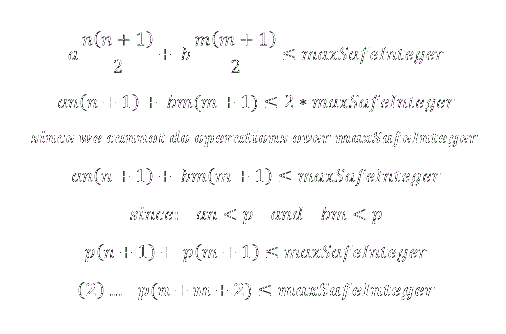 a n(n + 1)/2 + b m(m + 1)/2 < maxSafeInteger
an(n + 1) + bm(m + 1) < 2 * maxSafeInteger
since we cannot do operations over maxSafeInteger
an(n + 1) + bm(m + 1) < maxSafeInteger
since: an < p and bm < p
p(n + 1) + p(m + 1) < maxSafeInteger
(2) ... p(n + m + 2) < maxSafeInteger